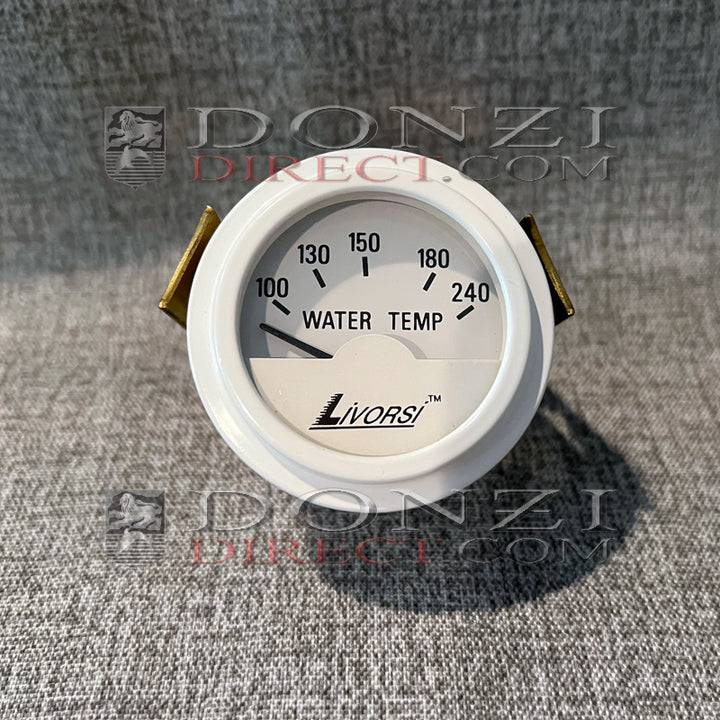 DONZI
DIRECT.COM
100 130 150 180 240
WATER TEMP
LIVORSI™
DONZI
DIRECT.COM